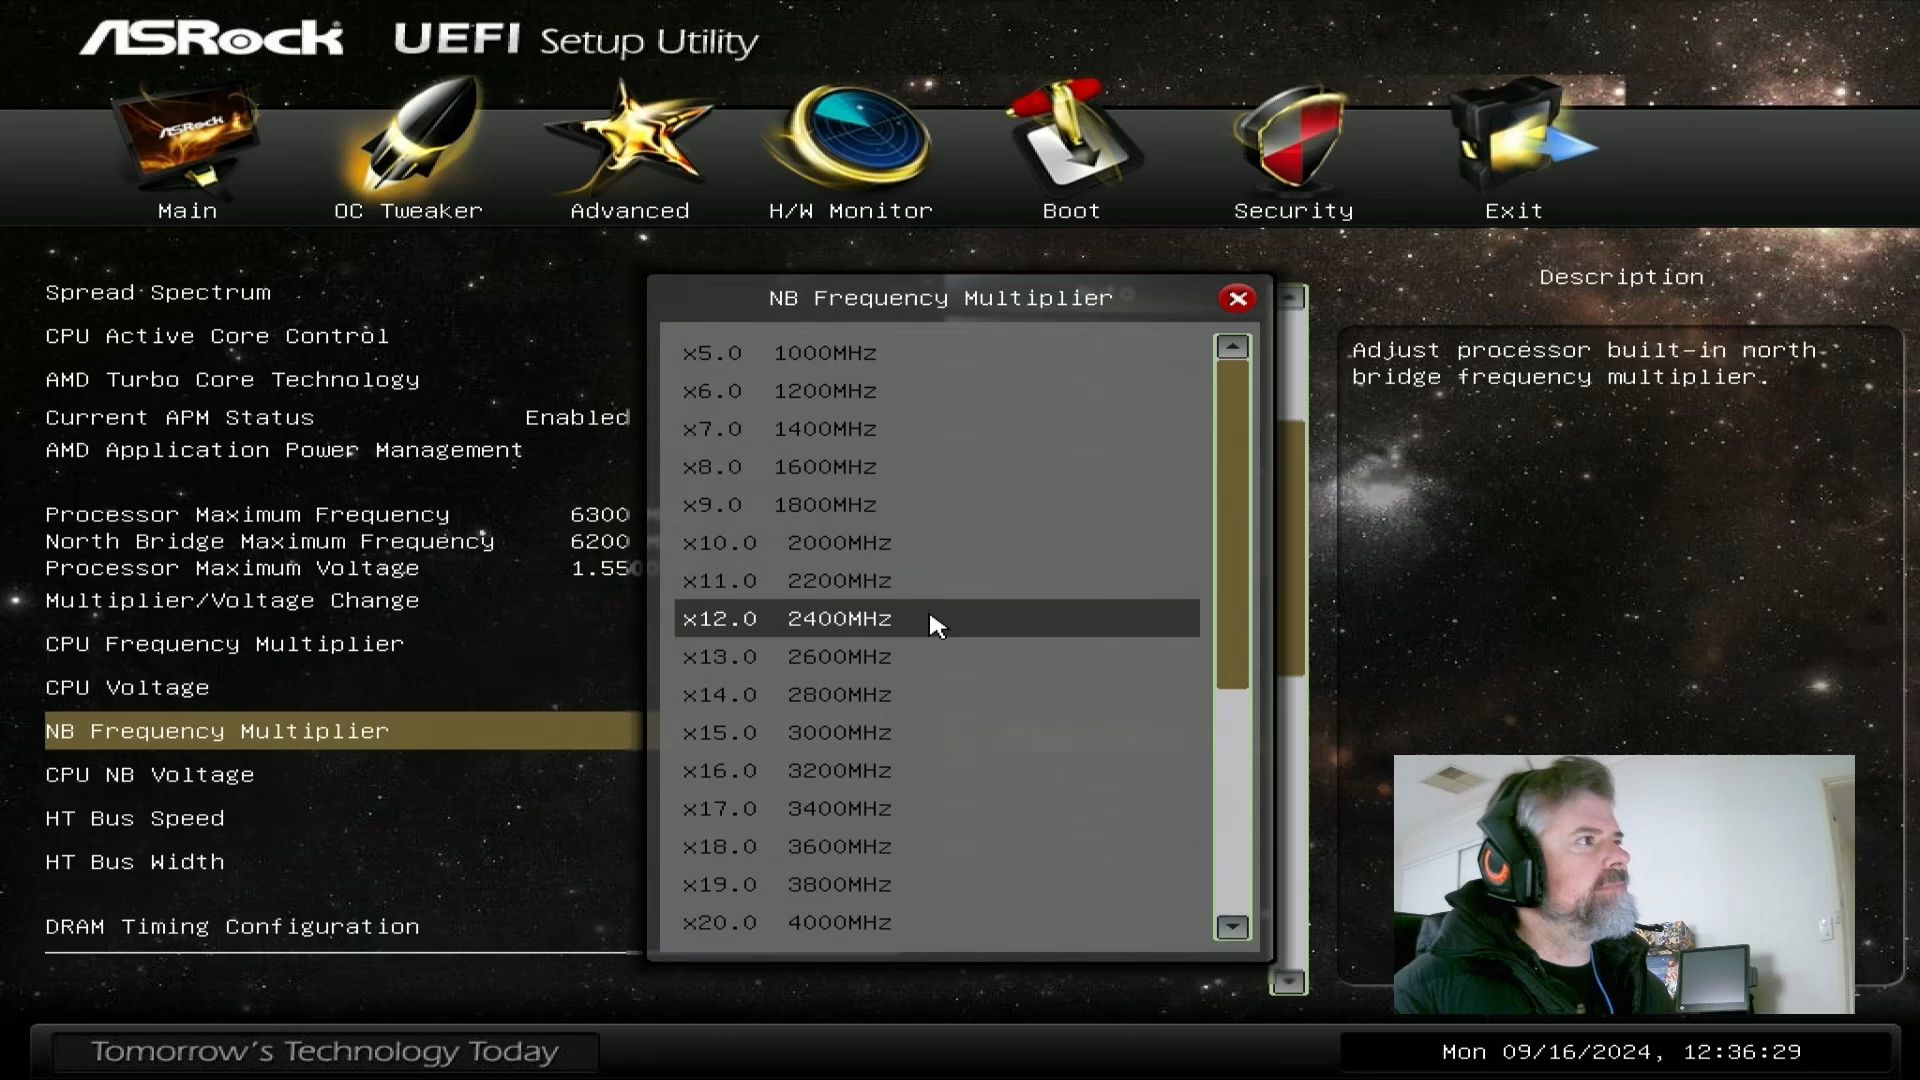 ASRock UEFI Setup Utility
ASRock
Main
OC Tweaker
Advanced
H/W Monitor
Boot
Security
Exit
Spread Spectrum
CPU Active Core Control
AMD Turbo Core Technology
Current APM Status Enabled
AMD Application Power Management
Processor Maximum Frequency 6300
North Bridge Maximum Frequency 6200
Processor Maximum Voltage 1.55
Multiplier/Voltage Change
CPU Frequency Multiplier
CPU Voltage
NB Frequency Multiplier
CPU NB Voltage
HT Bus Speed
HT Bus Width
DRAM Timing Configuration
NB Frequency Multiplier
x5.0 1000MHz
x6.0 1200MHz
x7.0 1400MHz
x8.0 1600MHz
x9.0 1800MHz
x10.0 2000MHz
x11.0 2200MHz
x12.0 2400MHz
x13.0 2600MHz
x14.0 2800MHz
x15.0 3000MHz
x16.0 3200MHz
x17.0 3400MHz
x18.0 3600MHz
x19.0 3800MHz
x20.0 4000MHz
Description
Adjust processor built-in north
bridge frequency multiplier.
Tomorrow's Technology Today
Mon 09/16/2024, 12:36:29